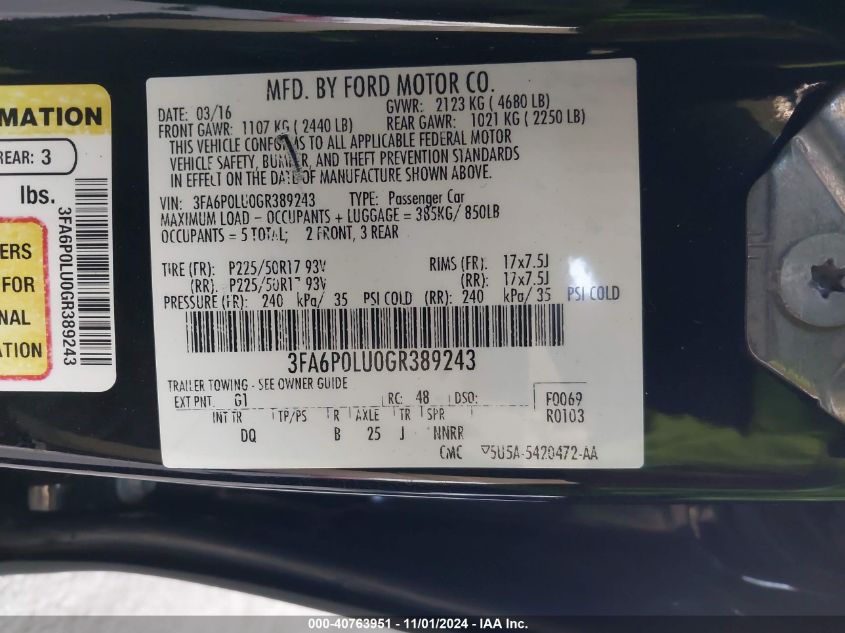 MATION
REAR: 3
lbs.
3FA6P0LU0GR389243
ERS
FOR
NAL
N
MFD. BY FORD MOTOR CO.
DATE: 03/16 GVWR: 2123 KG ( 4680 LB)
FRONT GAWR: 1107 KG ( 2440 LB) REAR GAWR: 1021 KG ( 2250 LB)
THIS VEHICLE CONFORMS TO ALL APPLICABLE FEDERAL MOTOR
VEHICLE SAFETY, BUMPER, AND THEFT PREVENTION STANDARDS
IN EFFECT ON THE DATE OF MANUFACTURE SHOWN ABOVE.
VIN: 3FA6P0LU0GR389243 TYPE: Passenger Car
MAXIMUM LOAD - OCCUPANTS + LUGGAGE = 385KG/ 850LB
OCCUPANTS = 5 TOTAL; 2 FRONT, 3 REAR
TIRE (FR): P225/50R17 93V RIMS (FR): 17x7.5J
(RR): P225/50R17 93V (RR): 17x7.5J
PRESSURE (FR): 240 kPa/ 35 PSI COLD (RR): 240 kPa/ 35 PSI COLD
3FA6P0LU0GR389243
TRAILER TOWING - SEE OWNER GUIDE
EXT PNT: G1 RC: 48 DSO: F0069
INT TR TP/PS R AXLE TR SPR R0103
DQ B 25 J NNRR
CMC ▽5U5A-5420472-AA
000-40763951 - 11/01/2024 - IAA Inc.